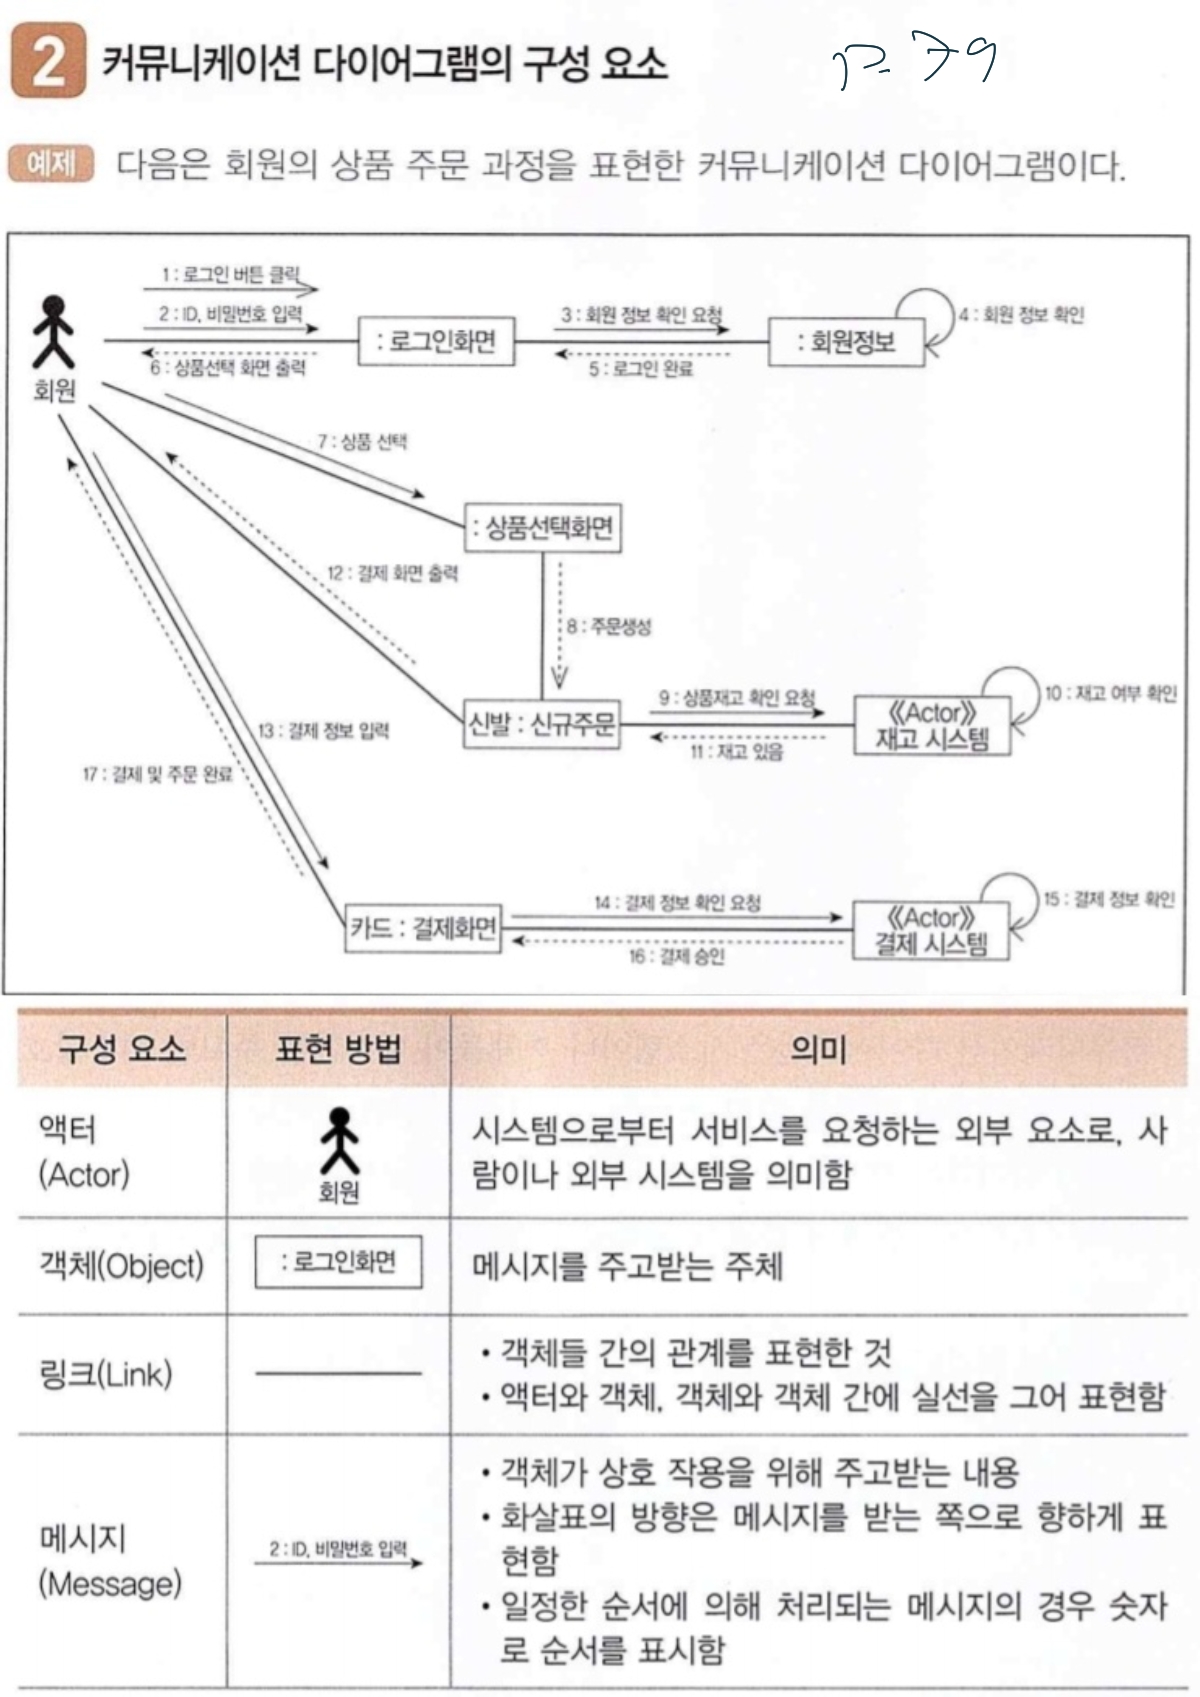 2 커뮤니케이션 다이어그램의 구성 요소
p. 79
예제 다음은 회원의 상품 주문 과정을 표현한 커뮤니케이션 다이어그램이다.
1 : 로그인 버튼 클릭
2 : ID, 비밀번호 입력
: 로그인화면
3 : 회원 정보 확인 요청
: 회원정보
4 : 회원 정보 확인
6 : 상품선택 화면 출력
5 : 로그인 완료
회원
7 : 상품 선택
: 상품선택화면
12 : 결제 화면 출력
8 : 주문생성
신발 : 신규주문
9 : 상품재고 확인 요청
《Actor》
재고 시스템
10 : 재고 여부 확인
11 : 재고 있음
13 : 결제 정보 입력
17 : 결제 및 주문 완료
카드 : 결제화면
14 : 결제 정보 확인 요청
《Actor》
결제 시스템
15 : 결제 정보 확인
16 : 결제 승인
구성 요소 표현 방법 의미
액터
(Actor)
회원
시스템으로부터 서비스를 요청하는 외부 요소로, 사
람이나 외부 시스템을 의미함
객체(Object) : 로그인화면 메시지를 주고받는 주체
링크(Link)
• 객체들 간의 관계를 표현한 것
• 액터와 객체, 객체와 객체 간에 실선을 그어 표현함
메시지
(Message)
2 : ID, 비밀번호 입력
• 객체가 상호 작용을 위해 주고받는 내용
• 화살표의 방향은 메시지를 받는 쪽으로 향하게 표
현함
• 일정한 순서에 의해 처리되는 메시지의 경우 숫자
로 순서를 표시함